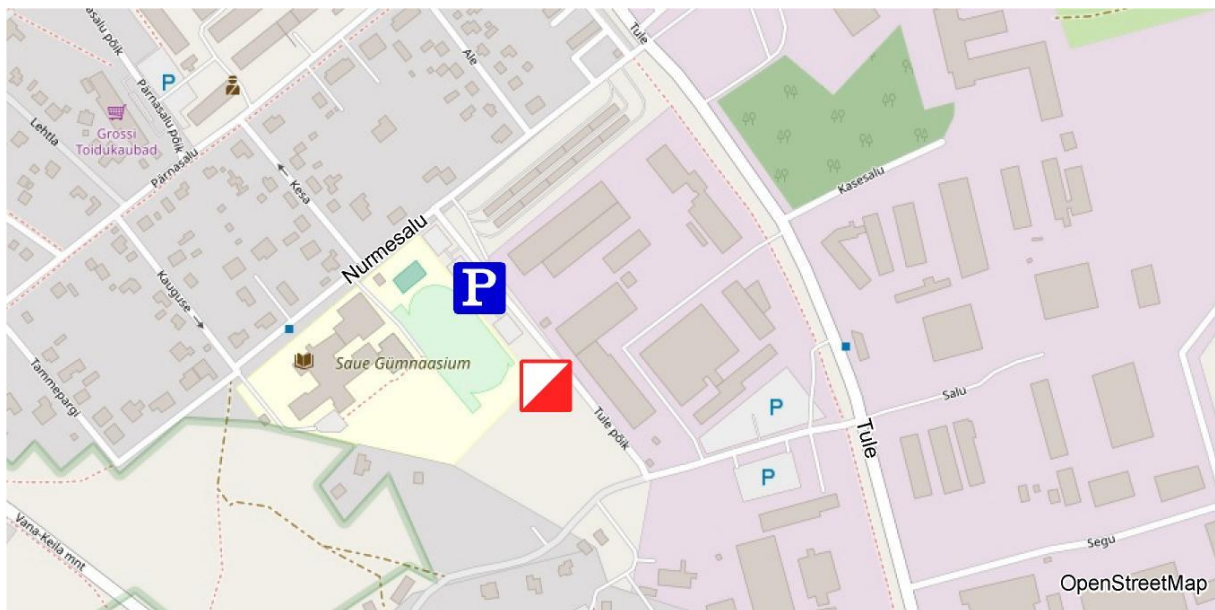 Tule
Ale
asalu põik
Pärnasalu põik
P
Grossi
Toidukaubad
Lehtla
Pärnasalu
Kesa
Kasesalu
Nurmesalu
P
Kauguse
Saue Gümnaasium
Tammepargi
Tule põik
Salu
P
Tule
P
Vana-Keila mnt
Segu
OpenStreetMap